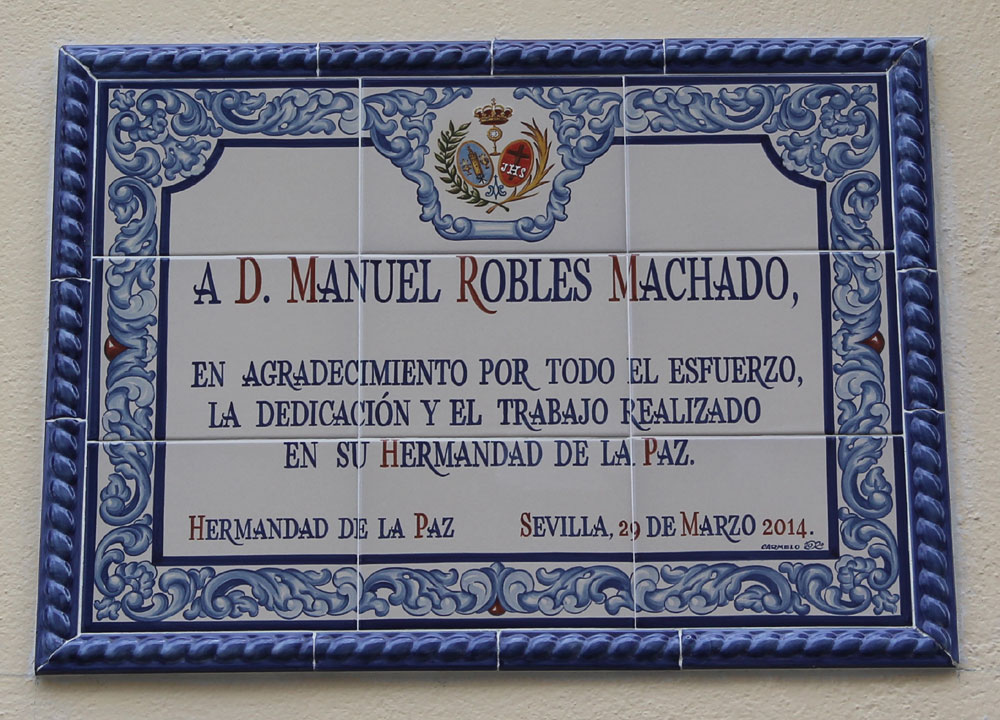 JHS
A D. MANUEL ROBLES MACHADO,
EN AGRADECIMIENTO POR TODO EL ESFUERZO,
LA DEDICACIÓN Y EL TRABAJO REALIZADO
EN SU HERMANDAD DE LA PAZ.
HERMANDAD DE LA PAZ SEVILLA, 29 DE MARZO 2014.
CARMELO